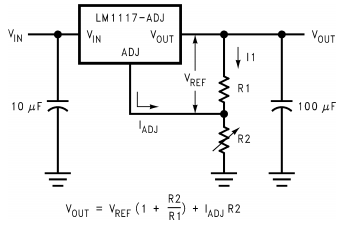 LM1117-ADJ
V_IN
V_IN
V_OUT
V_OUT
ADJ
I1
V_REF
R1
10 μF
I_ADJ
100 μF
R2
V_OUT = V_REF (1 + R2/R1) + I_ADJ R2